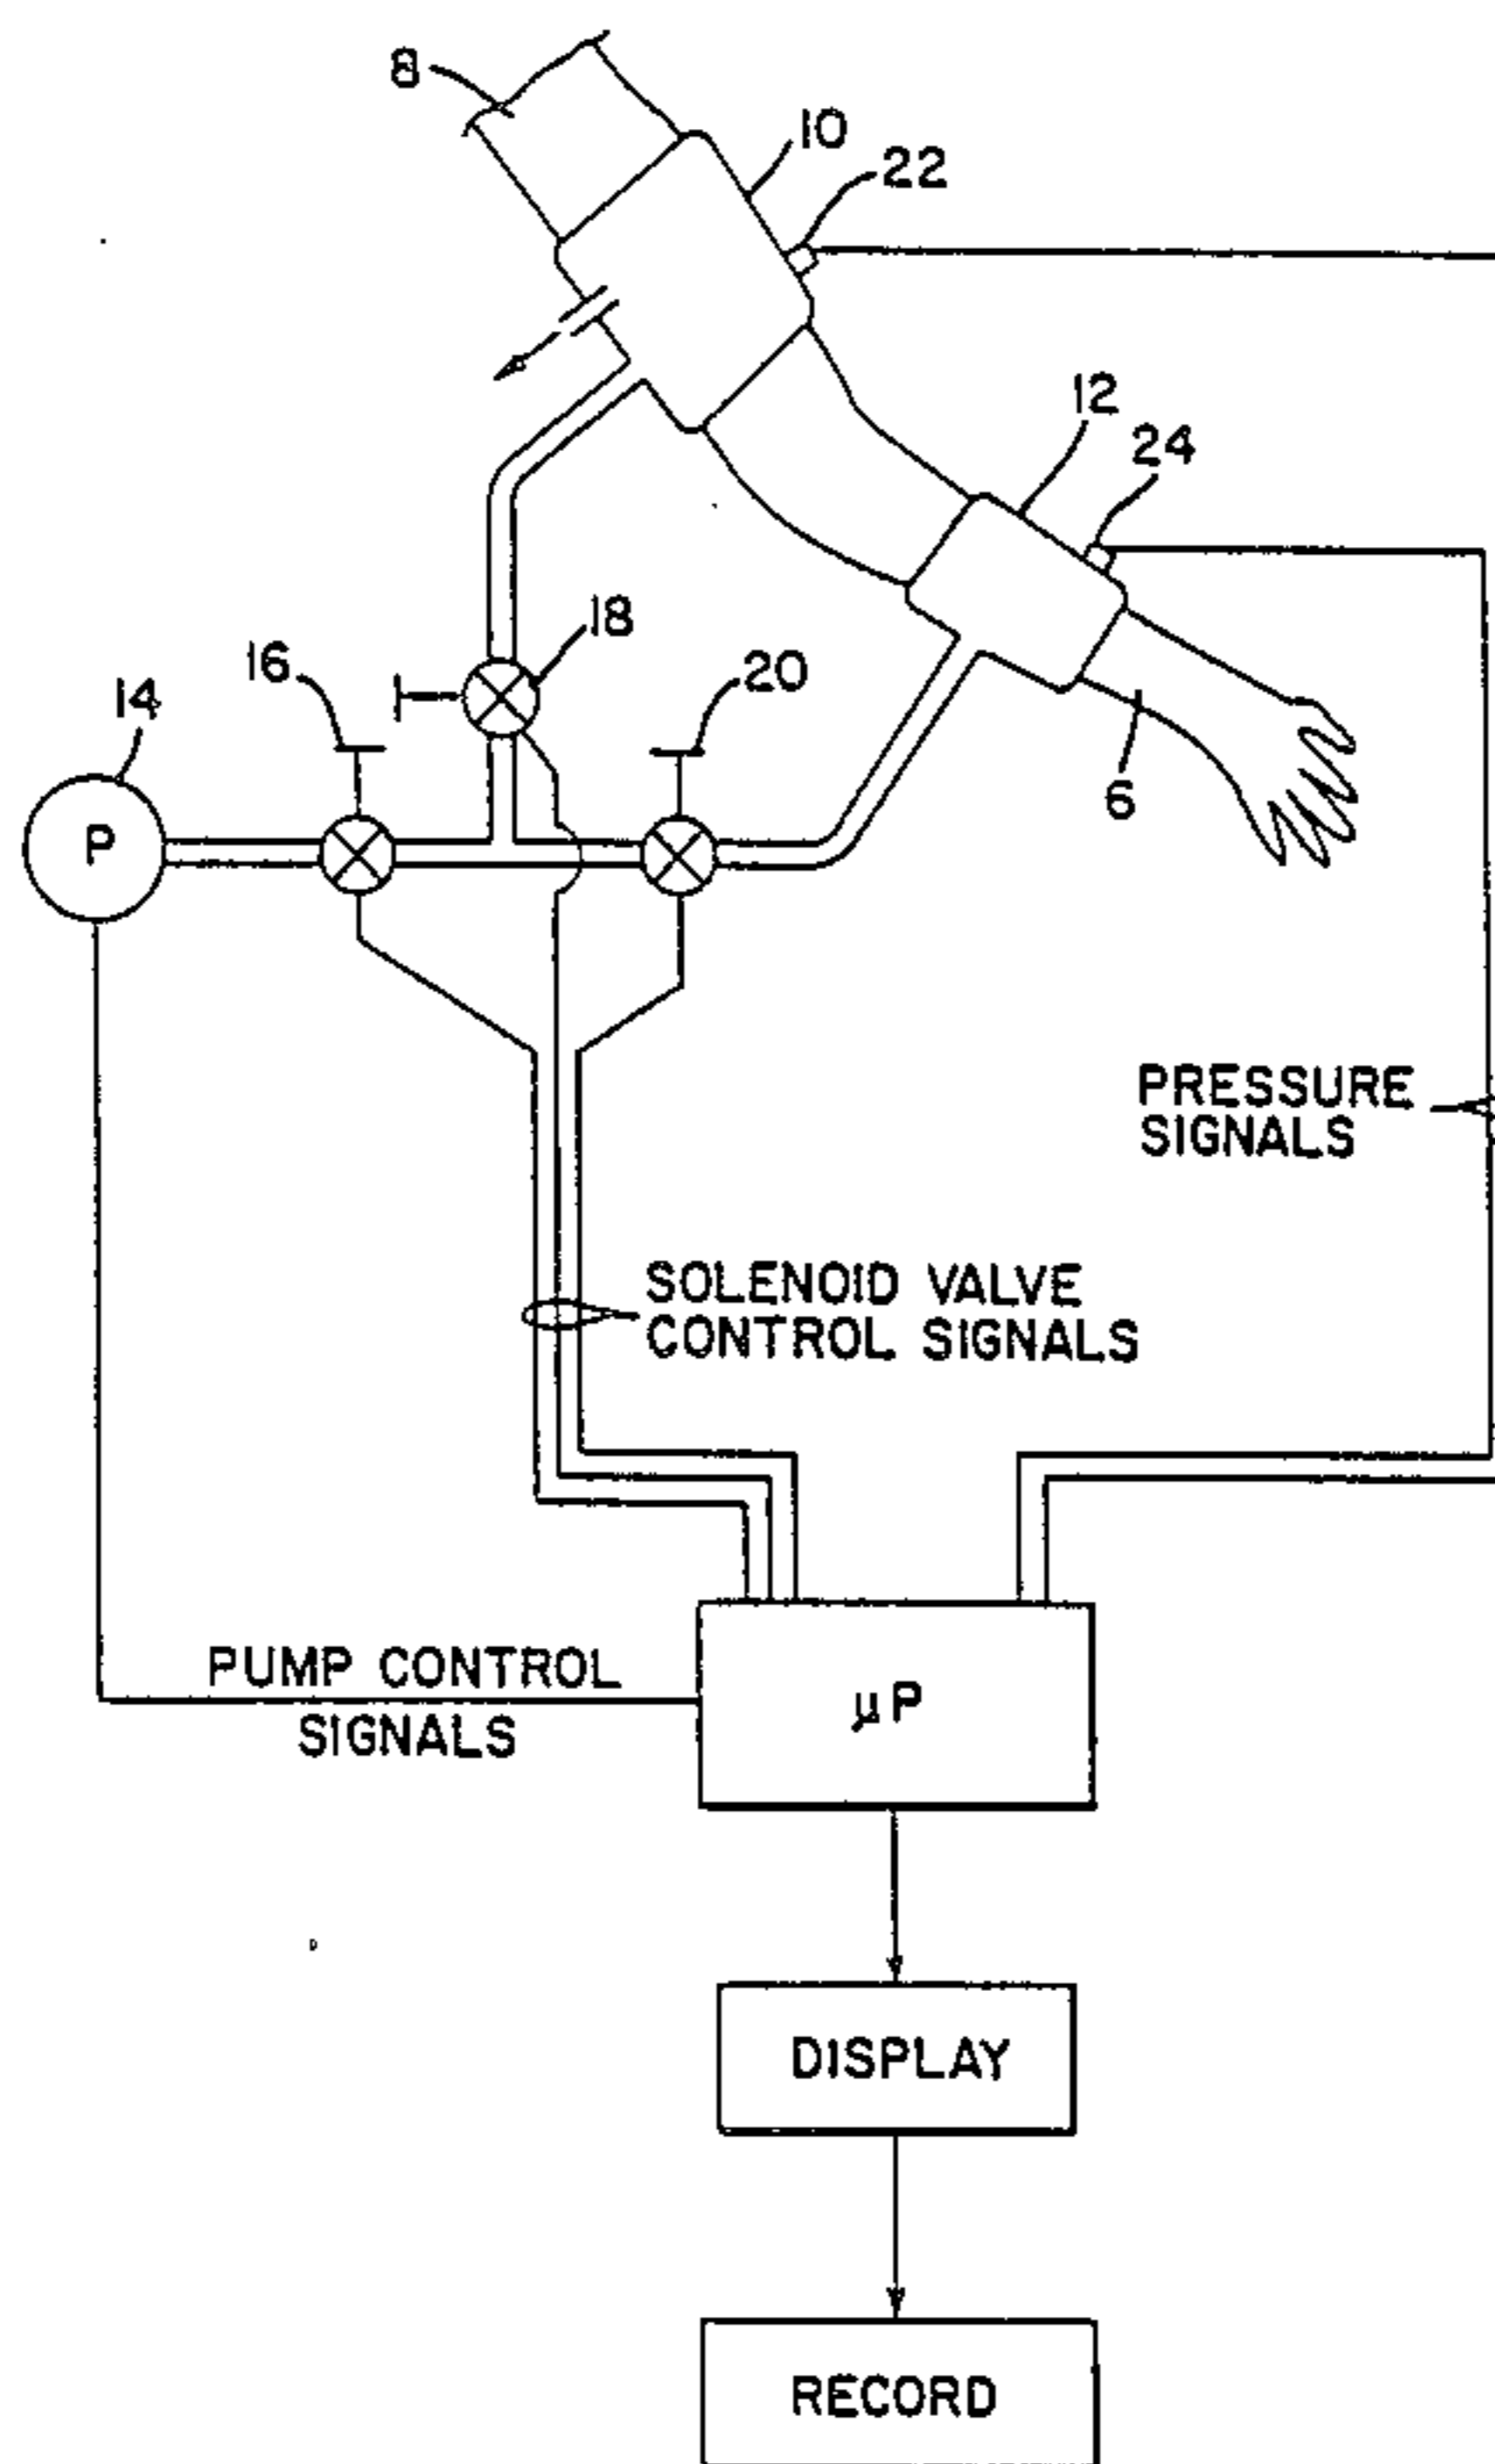 8
10
22
12
24
18
16
20
14
6
P
PRESSURE
SIGNALS
SOLENOID VALVE
CONTROL SIGNALS
PUMP CONTROL
SIGNALS
μP
DISPLAY
RECORD